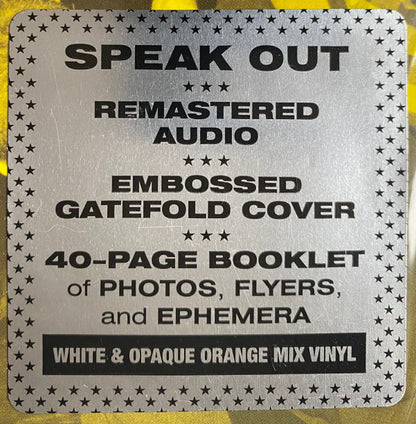 SPEAK OUT
★★★
REMASTERED
AUDIO
★★★
EMBOSSED
GATEFOLD COVER
★★★
40-PAGE BOOKLET
of PHOTOS, FLYERS,
and EPHEMERA
WHITE & OPAQUE ORANGE MIX VINYL